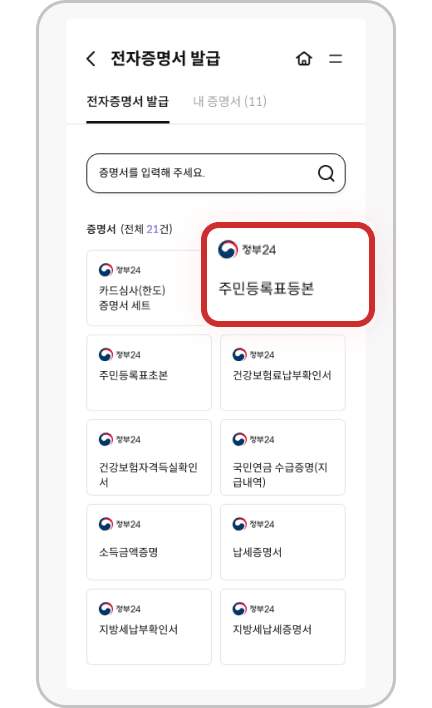 전자증명서 발급
전자증명서 발급 내 증명서 (11)
증명서를 입력해 주세요.
증명서 (전체 21건)
정부24
카드심사(한도)
증명서 세트
정부24
주민등록표등본
정부24
주민등록표초본
정부24
건강보험료납부확인서
정부24
건강보험자격득실확인
서
정부24
국민연금 수급증명(지
급내역)
정부24
소득금액증명
정부24
납세증명서
정부24
지방세납부확인서
정부24
지방세납세증명서